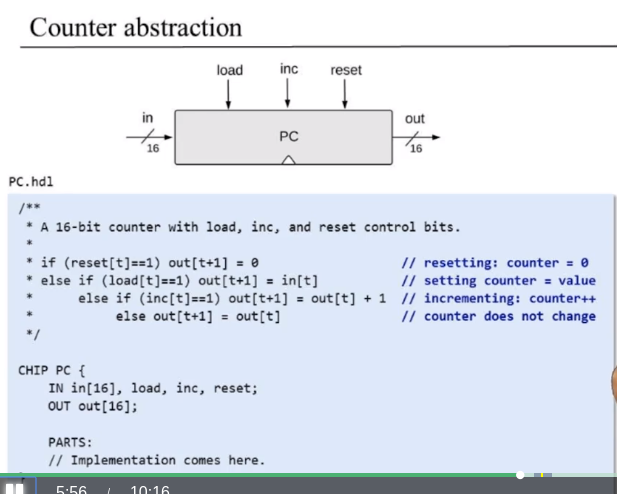 Counter abstraction
load inc reset
in out
PC
16 16
PC.hdl
/**
* A 16-bit counter with load, inc, and reset control bits.
*
* if (reset[t]==1) out[t+1] = 0 // resetting: counter = 0
* else if (load[t]==1) out[t+1] = in[t] // setting counter = value
* else if (inc[t]==1) out[t+1] = out[t] + 1 // incrementing: counter++
* else out[t+1] = out[t] // counter does not change
*/
CHIP PC {
IN in[16], load, inc, reset;
OUT out[16];
PARTS:
// Implementation comes here.
5:56 / 10:16